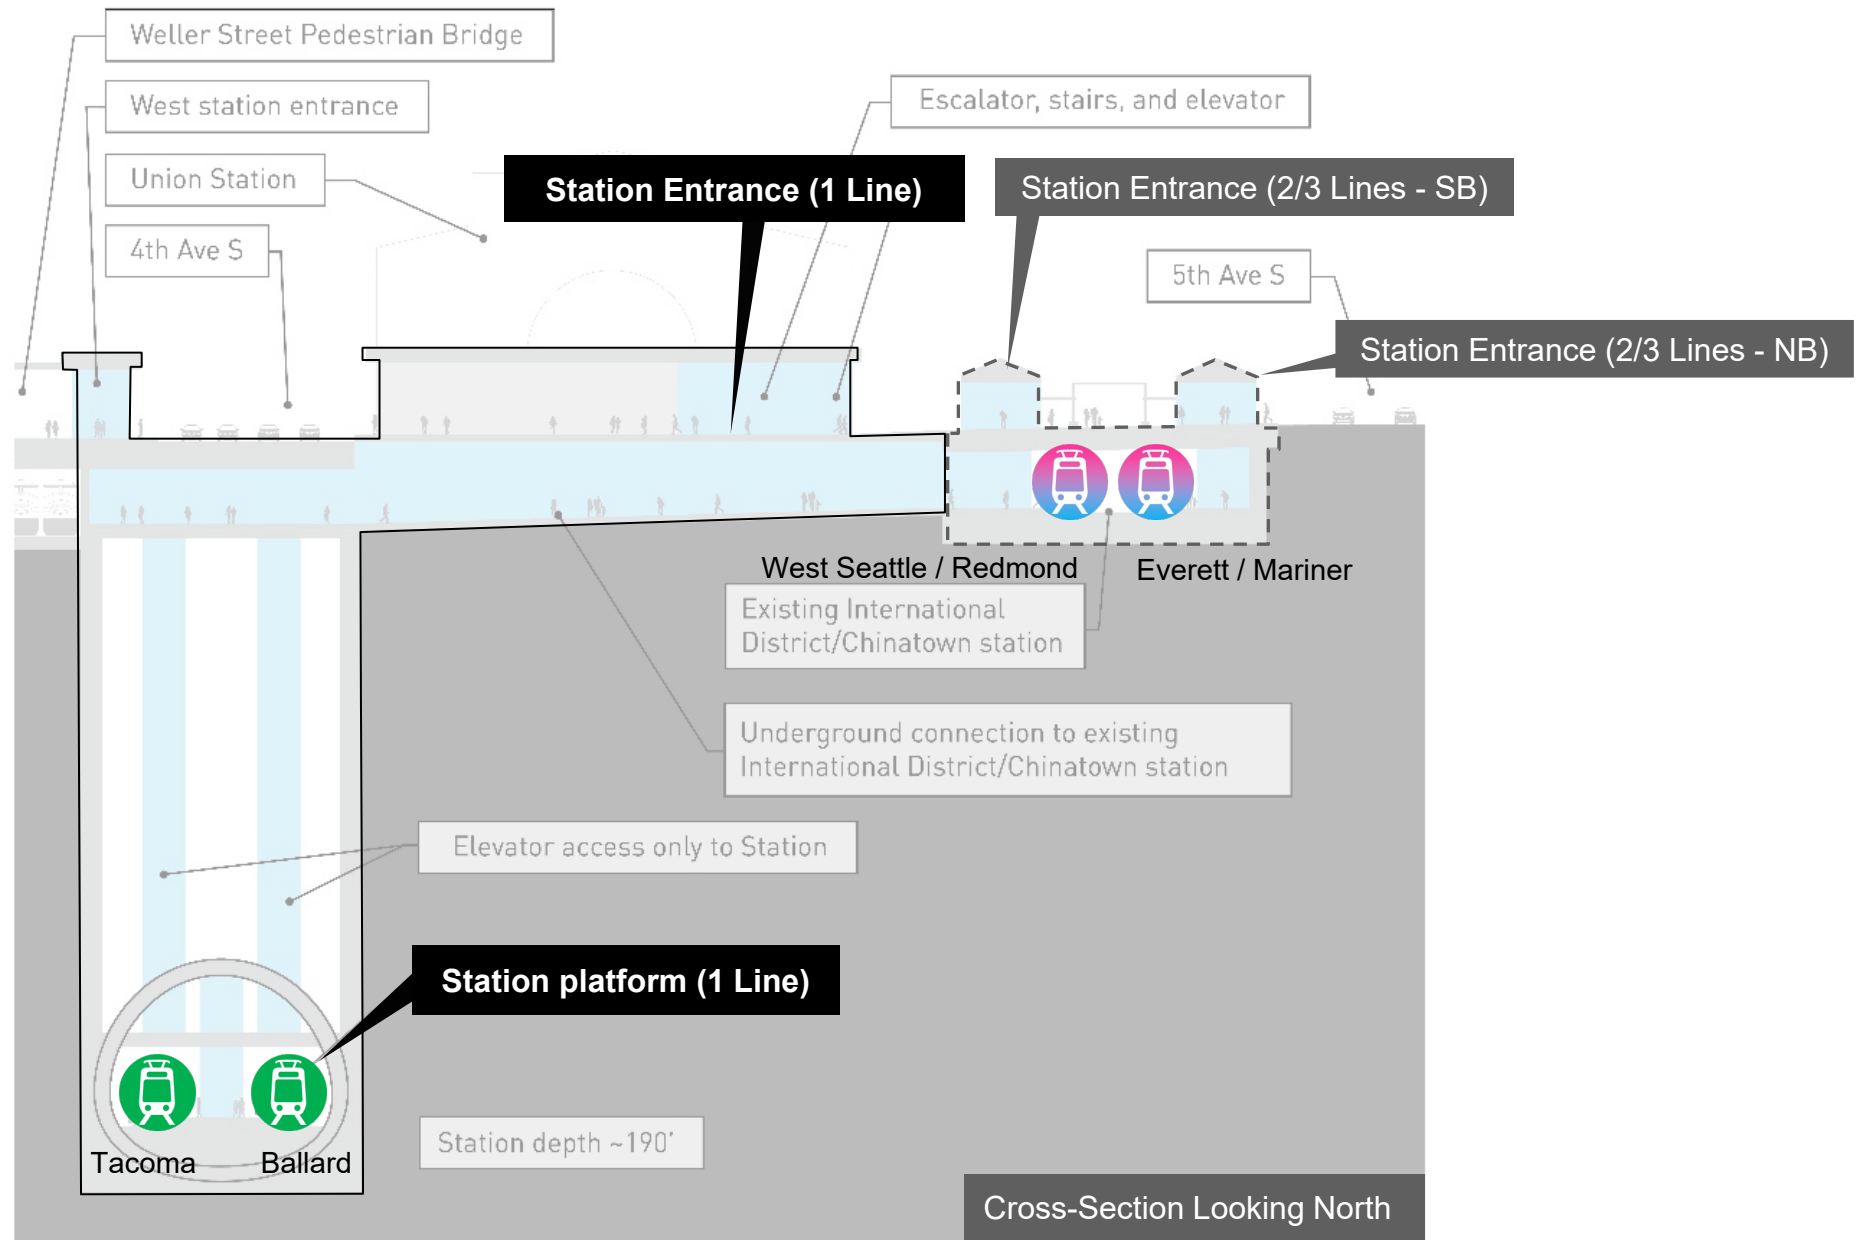 Weller Street Pedestrian Bridge
West station entrance
Escalator, stairs, and elevator
Union Station
Station Entrance (1 Line)
Station Entrance (2/3 Lines - SB)
4th Ave S
5th Ave S
Station Entrance (2/3 Lines - NB)
West Seattle / Redmond
Everett / Mariner
Existing International
District/Chinatown station
Underground connection to existing
International District/Chinatown station
Elevator access only to Station
Station platform (1 Line)
Station depth ~190'
Tacoma
Ballard
Cross-Section Looking North